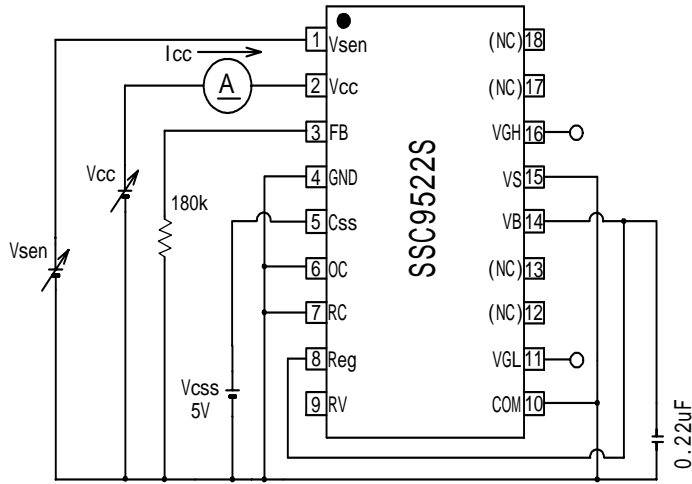 Icc
A
1 Vsen
2 Vcc
3 FB
4 GND
5 Css
6 OC
7 RC
8 Reg
9 RV
SSC9522S
(NC) 18
(NC) 17
VGH 16
VS 15
VB 14
(NC) 13
(NC) 12
VGL 11
COM 10
Vcc
180k
Vsen
Vcss
5V
0.22uF